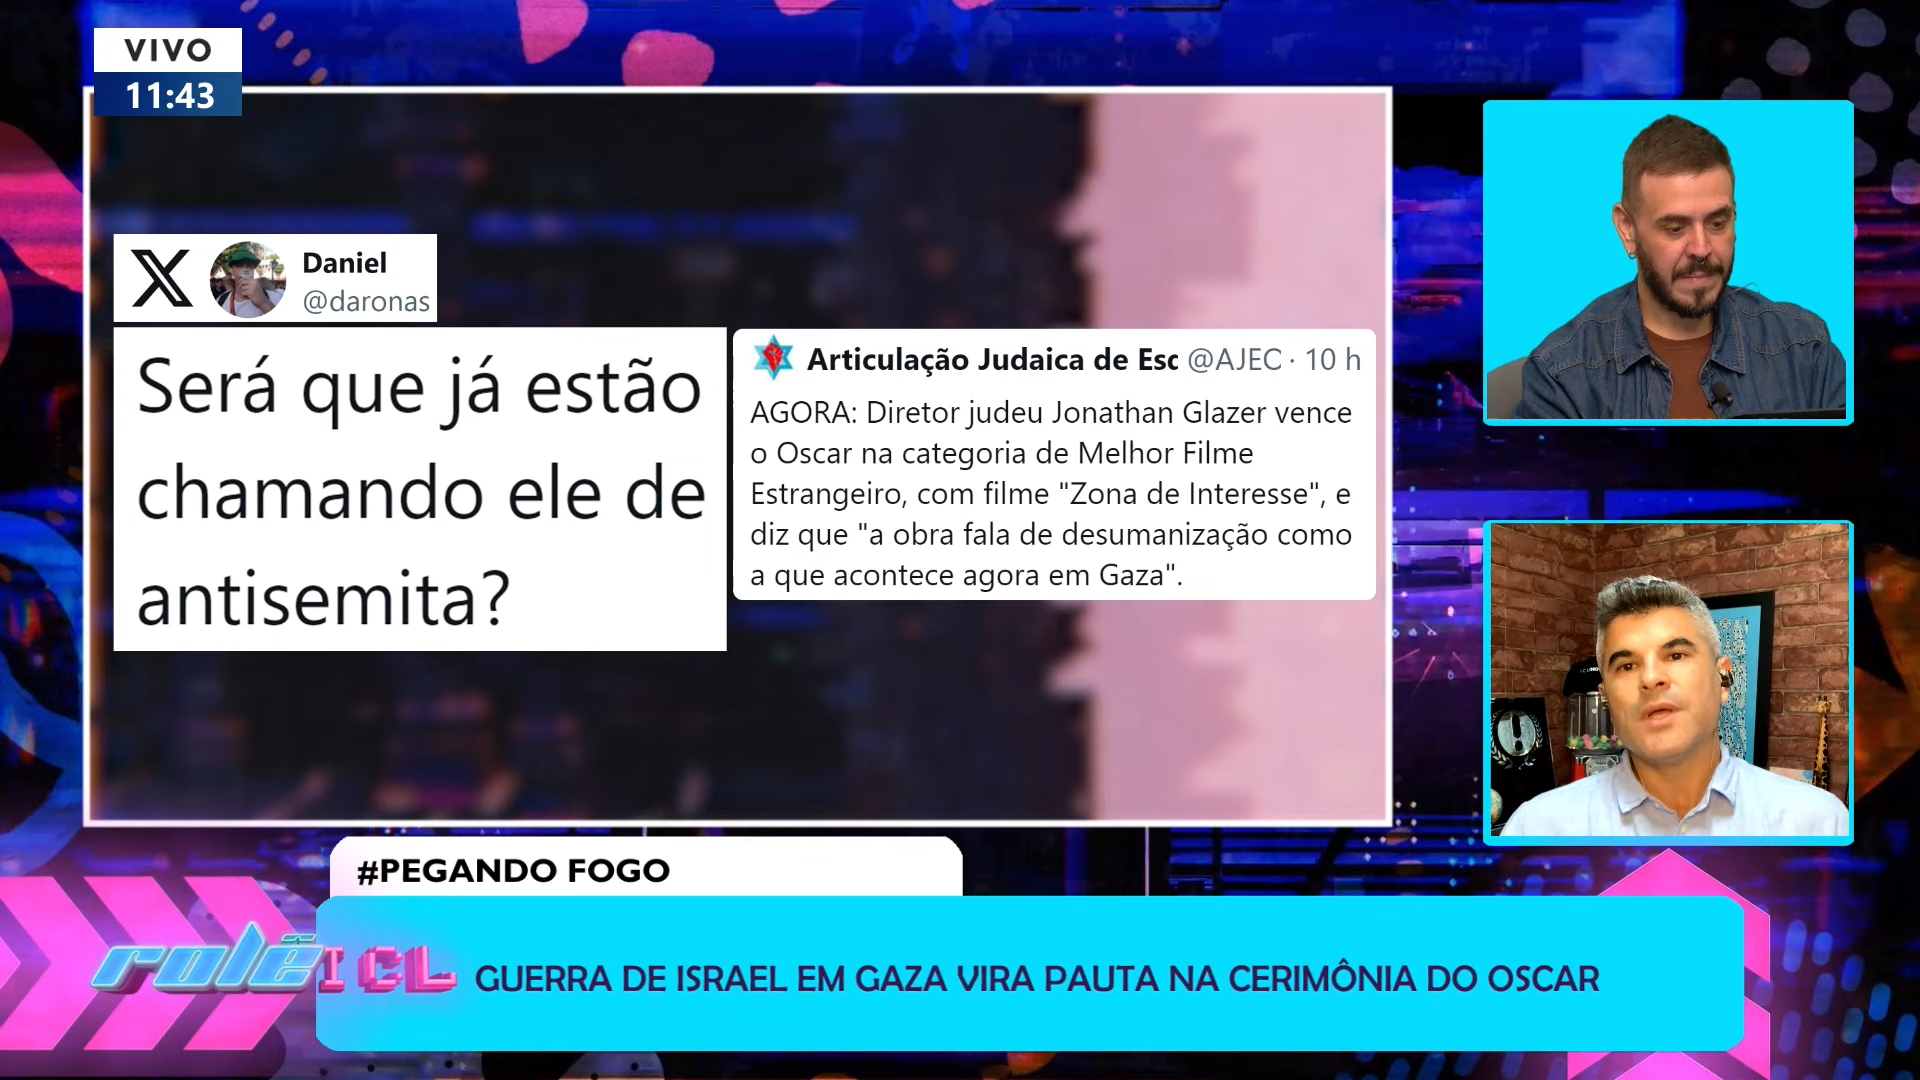 VIVO
11:43
Daniel
@daronas
Será que já estão
chamando ele de
antisemita?
Articulação Judaica de Esc @AJEC · 10 h
AGORA: Diretor judeu Jonathan Glazer vence
o Oscar na categoria de Melhor Filme
Estrangeiro, com filme "Zona de Interesse", e
diz que "a obra fala de desumanização como
a que acontece agora em Gaza".
#PEGANDO FOGO
rolê ICL
GUERRA DE ISRAEL EM GAZA VIRA PAUTA NA CERIMÔNIA DO OSCAR